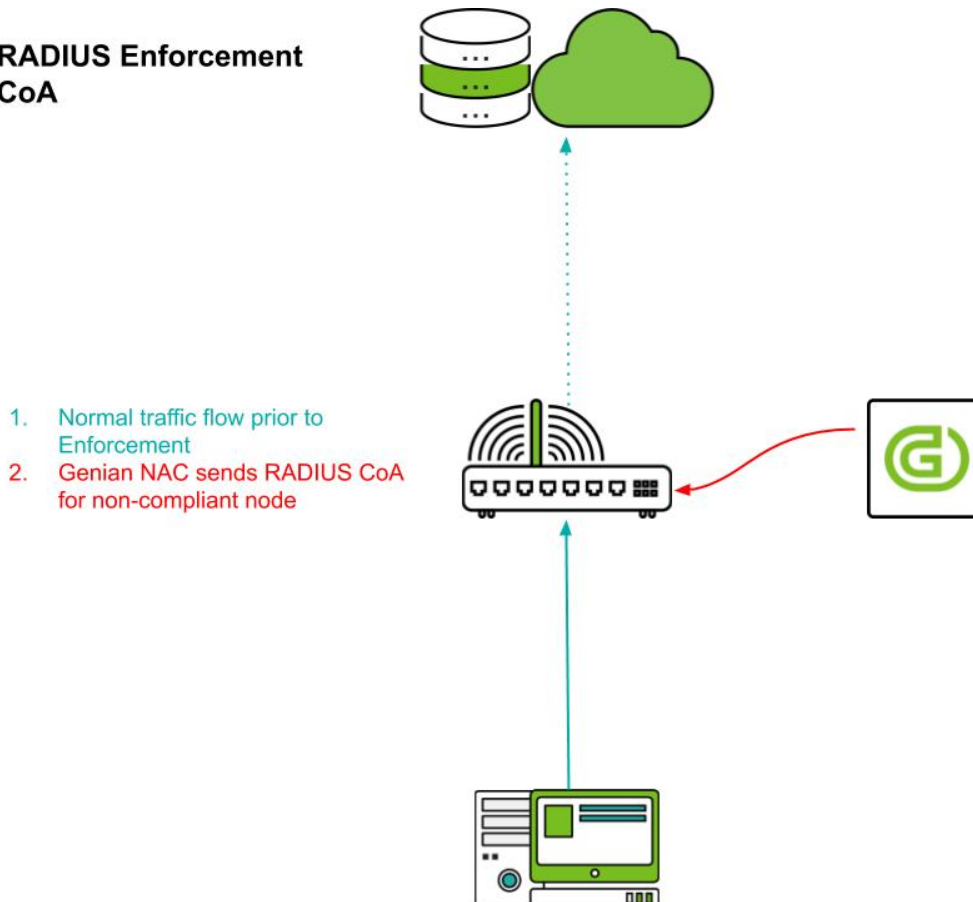 RADIUS Enforcement
CoA
1. Normal traffic flow prior to
Enforcement
2. Genian NAC sends RADIUS CoA
for non-compliant node